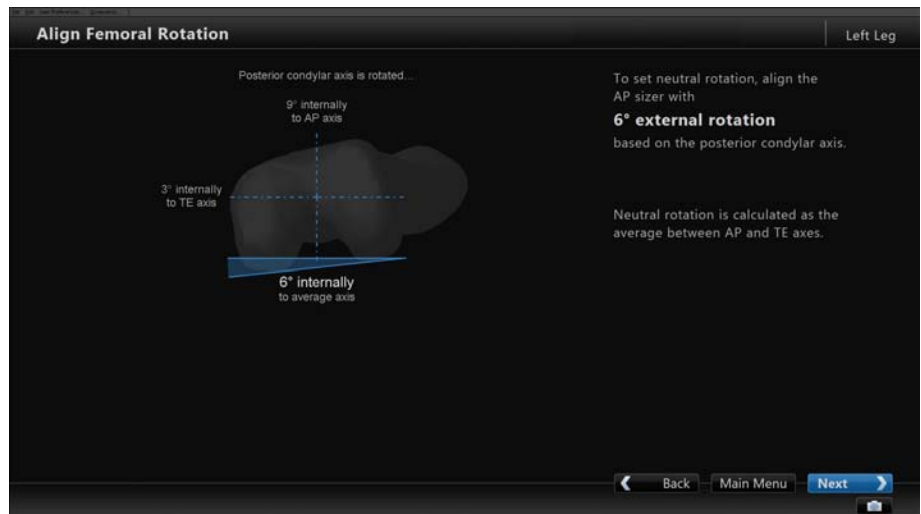 Align Femoral Rotation
Left Leg
Posterior condylar axis is rotated...
9° internally
to AP axis
3° internally
to TE axis
6° internally
to average axis
To set neutral rotation, align the
AP sizer with
6° external rotation
based on the posterior condylar axis.
Neutral rotation is calculated as the
average between AP and TE axes.
Back
Main Menu
Next